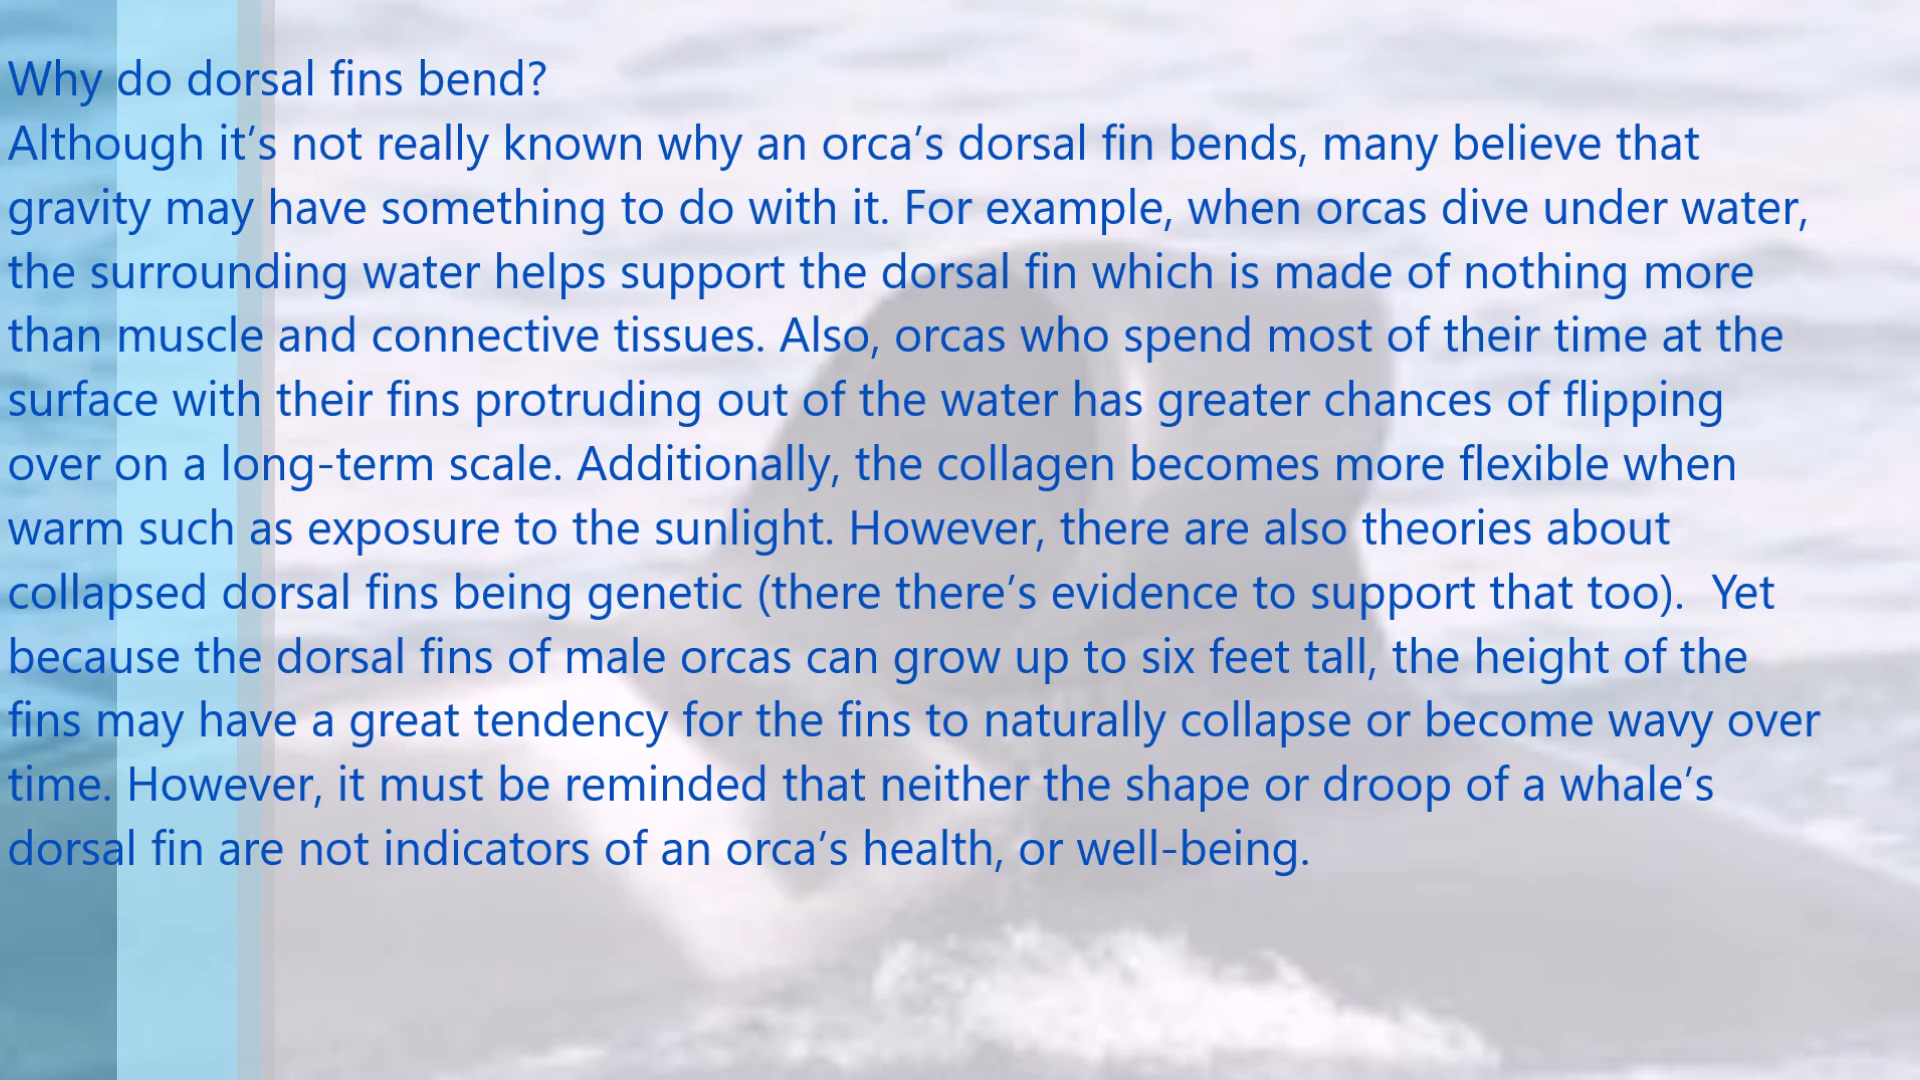 Why do dorsal fins bend?
Although it’s not really known why an orca’s dorsal fin bends, many believe that
gravity may have something to do with it. For example, when orcas dive under water,
the surrounding water helps support the dorsal fin which is made of nothing more
than muscle and connective tissues. Also, orcas who spend most of their time at the
surface with their fins protruding out of the water has greater chances of flipping
over on a long-term scale. Additionally, the collagen becomes more flexible when
warm such as exposure to the sunlight. However, there are also theories about
collapsed dorsal fins being genetic (there there’s evidence to support that too).  Yet
because the dorsal fins of male orcas can grow up to six feet tall, the height of the
fins may have a great tendency for the fins to naturally collapse or become wavy over
time. However, it must be reminded that neither the shape or droop of a whale’s
dorsal fin are not indicators of an orca’s health, or well-being.